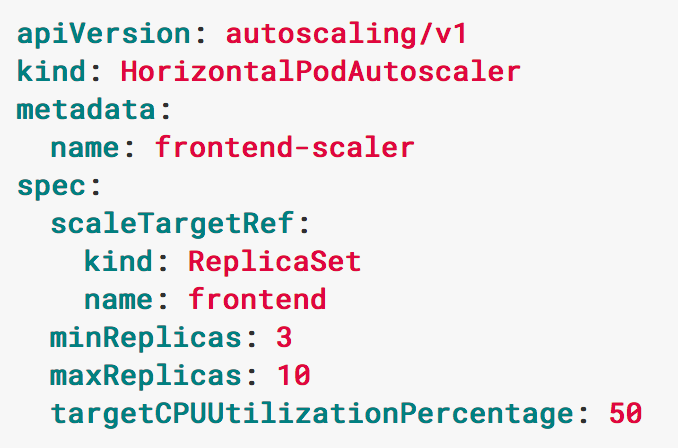 apiVersion: autoscaling/v1
kind: HorizontalPodAutoscaler
metadata:
  name: frontend-scaler
spec:
  scaleTargetRef:
    kind: ReplicaSet
    name: frontend
  minReplicas: 3
  maxReplicas: 10
  targetCPUUtilizationPercentage: 50